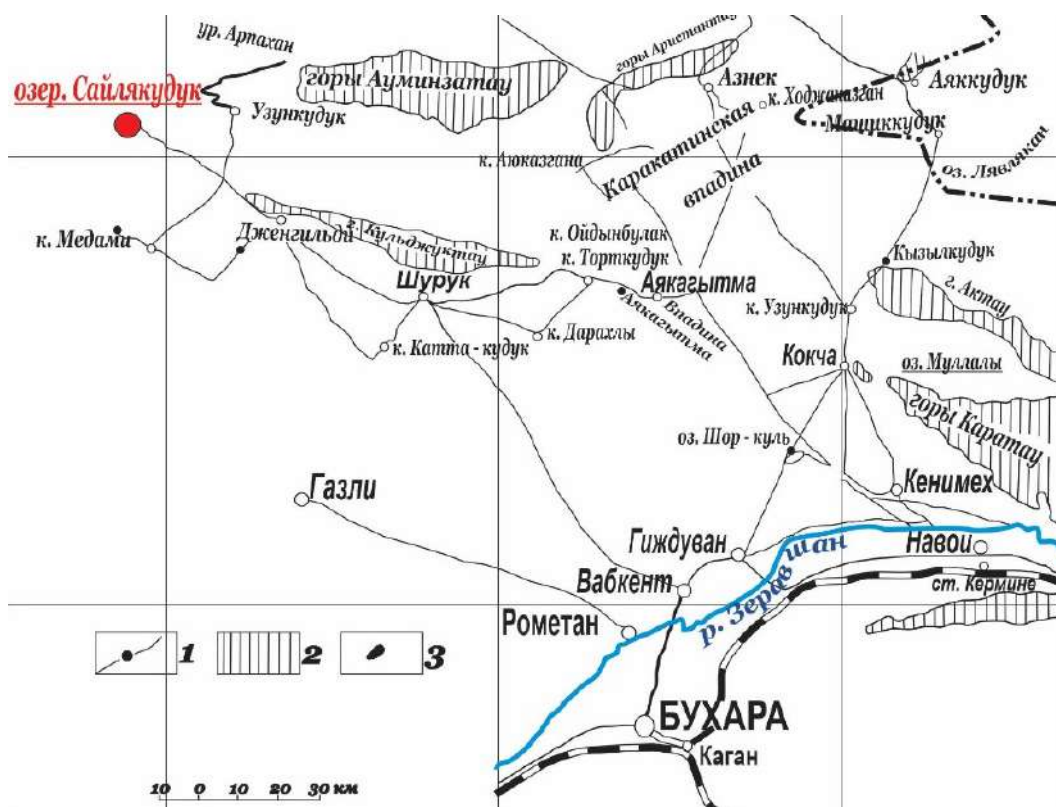 ур. Арпахан
озер. Сайлякудук
Узункудук
горы Ауминзатау
горы Аристантау
Азнек
к. Ходжаказган
Аяккудук
Машиккудук
оз. Лявлякан
к. Аюказгана
Каракатинская
впадина
к. Медами
Дженгильди
г. Кульджуктау
к. Ойдынбулак
к. Торткудук
Шурук
Аякагытма
Впадина
Аякагытма
Кызылкудук
г. Актау
к. Узункудук
к. Катта - кудук
к. Дарахлы
Кокча
оз. Муллалы
горы Каратау
оз. Шор - куль
Кенимех
Газли
Гиждуван
р. Зеравшан
Навои
Вабкент
ст. Кермине
Рометан
1
2
3
БУХАРА
Каган
10 0 10 20 30 км